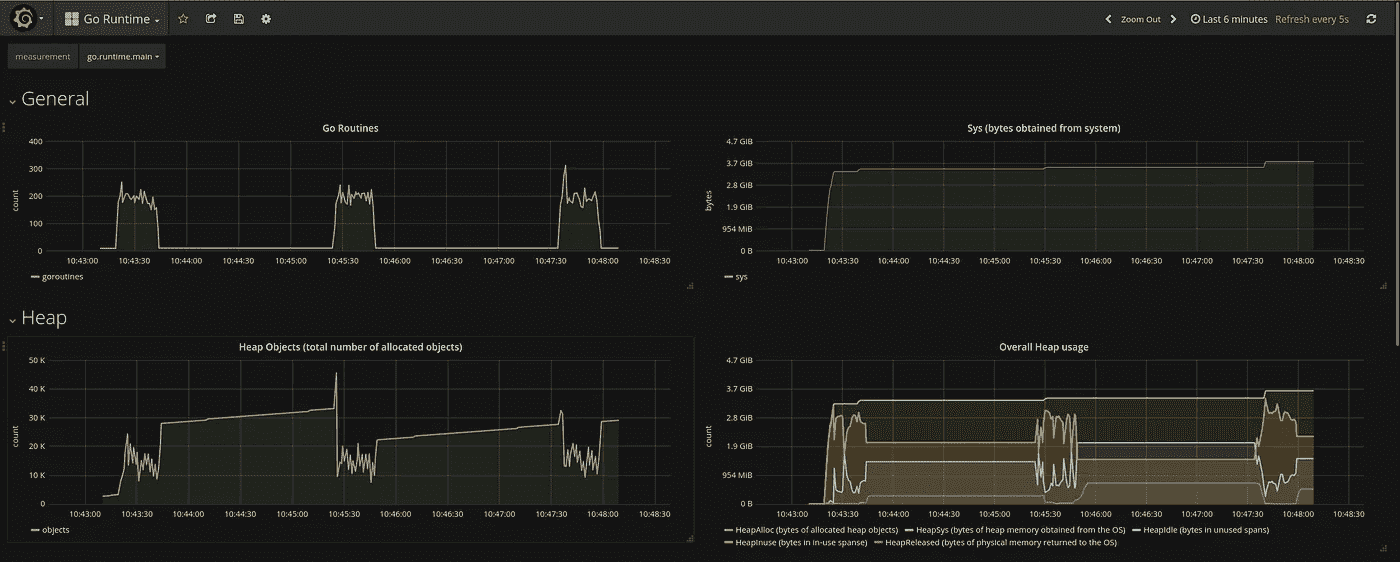 Go Runtime
Zoom Out
Last 6 minutes
Refresh every 5s
measurement
go.runtime.main
General
Go Routines
count
400
300
200
100
0
10:43:00 10:43:30 10:44:00 10:44:30 10:45:00 10:45:30 10:46:00 10:46:30 10:47:00 10:47:30 10:48:00 10:48:30
goroutines
Sys (bytes obtained from system)
bytes
4.7 GiB
3.7 GiB
2.8 GiB
1.9 GiB
954 MiB
0 B
10:43:00 10:43:30 10:44:00 10:44:30 10:45:00 10:45:30 10:46:00 10:46:30 10:47:00 10:47:30 10:48:00 10:48:30
sys
Heap
Heap Objects (total number of allocated objects)
count
50 K
40 K
30 K
20 K
10 K
0
10:43:00 10:43:30 10:44:00 10:44:30 10:45:00 10:45:30 10:46:00 10:46:30 10:47:00 10:47:30 10:48:00 10:48:30
objects
Overall Heap usage
count
4.7 GiB
3.7 GiB
2.8 GiB
1.9 GiB
954 MiB
0 B
10:43:00 10:43:30 10:44:00 10:44:30 10:45:00 10:45:30 10:46:00 10:46:30 10:47:00 10:47:30 10:48:00 10:48:30
HeapAlloc (bytes of allocated heap objects) HeapSys (bytes of heap memory obtained from the OS) HeapIdle (bytes in unused spans)
HeapInuse (bytes in in-use spanse) HeapReleased (bytes of physical memory returned to the OS)